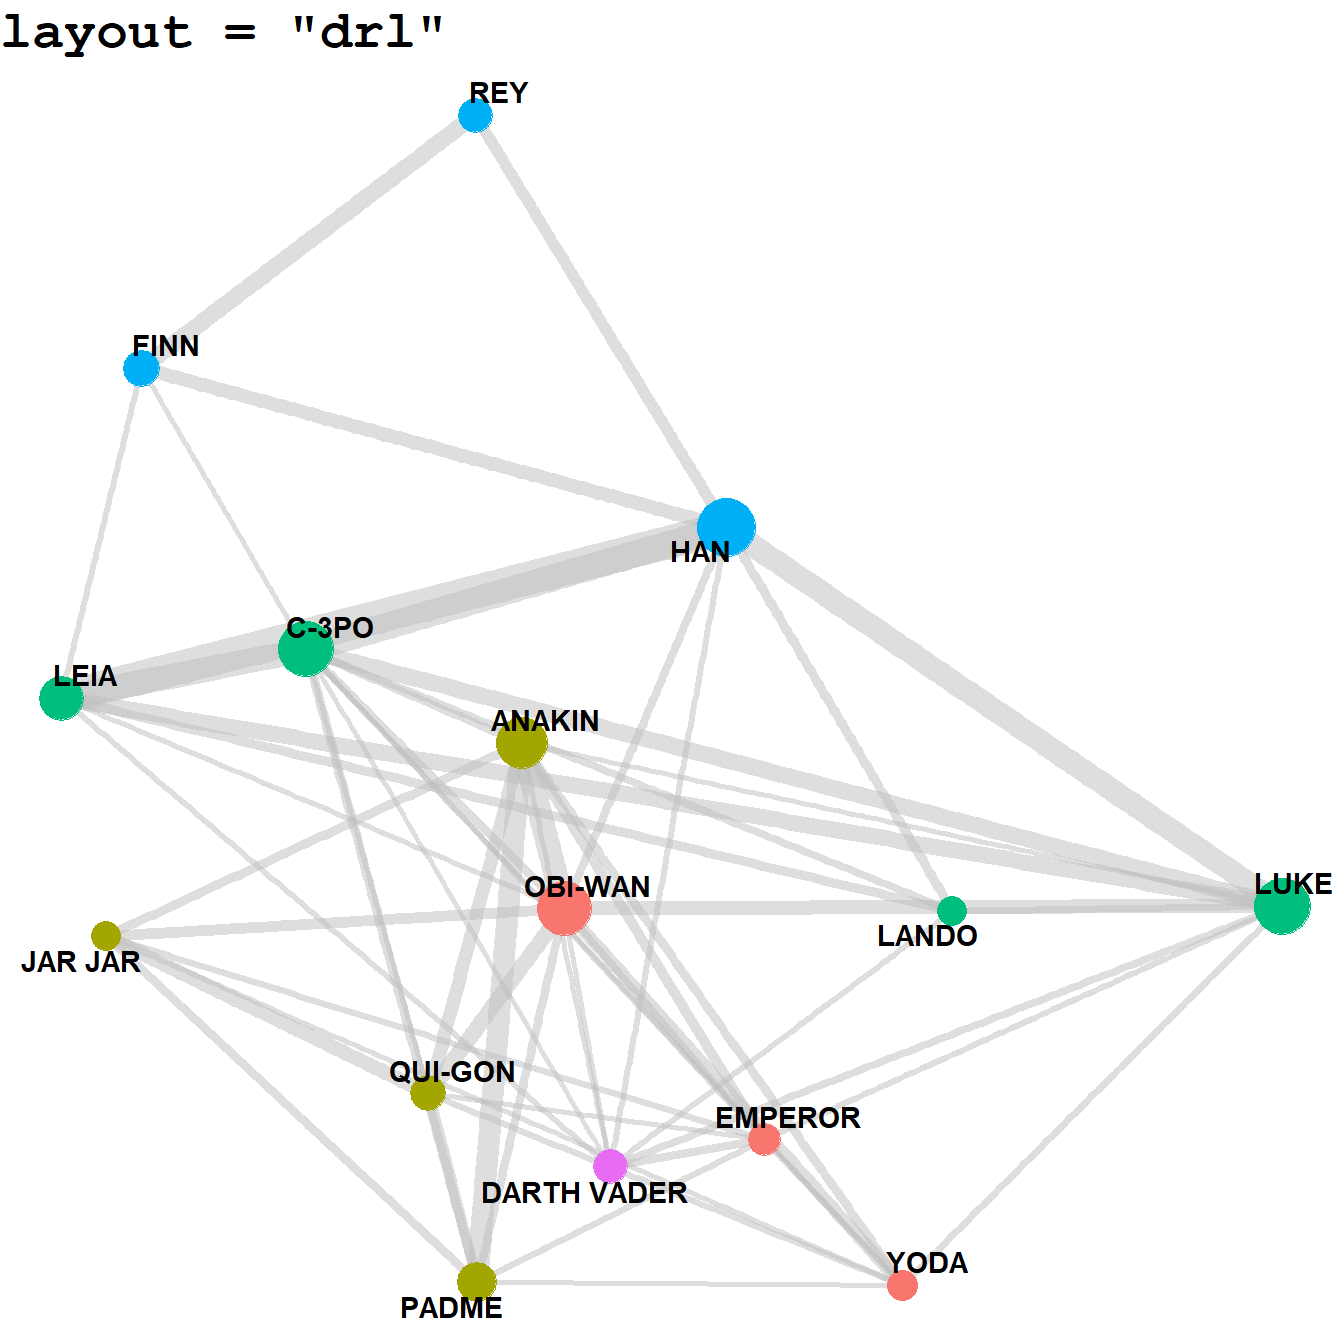 layout = "drl"
REY
FINN
HAN
C-3PO
LEIA
ANAKIN
OBI-WAN
LUKE
LANDO
JAR JAR
QUI-GON
EMPEROR
DARTH VADER
YODA
PADME